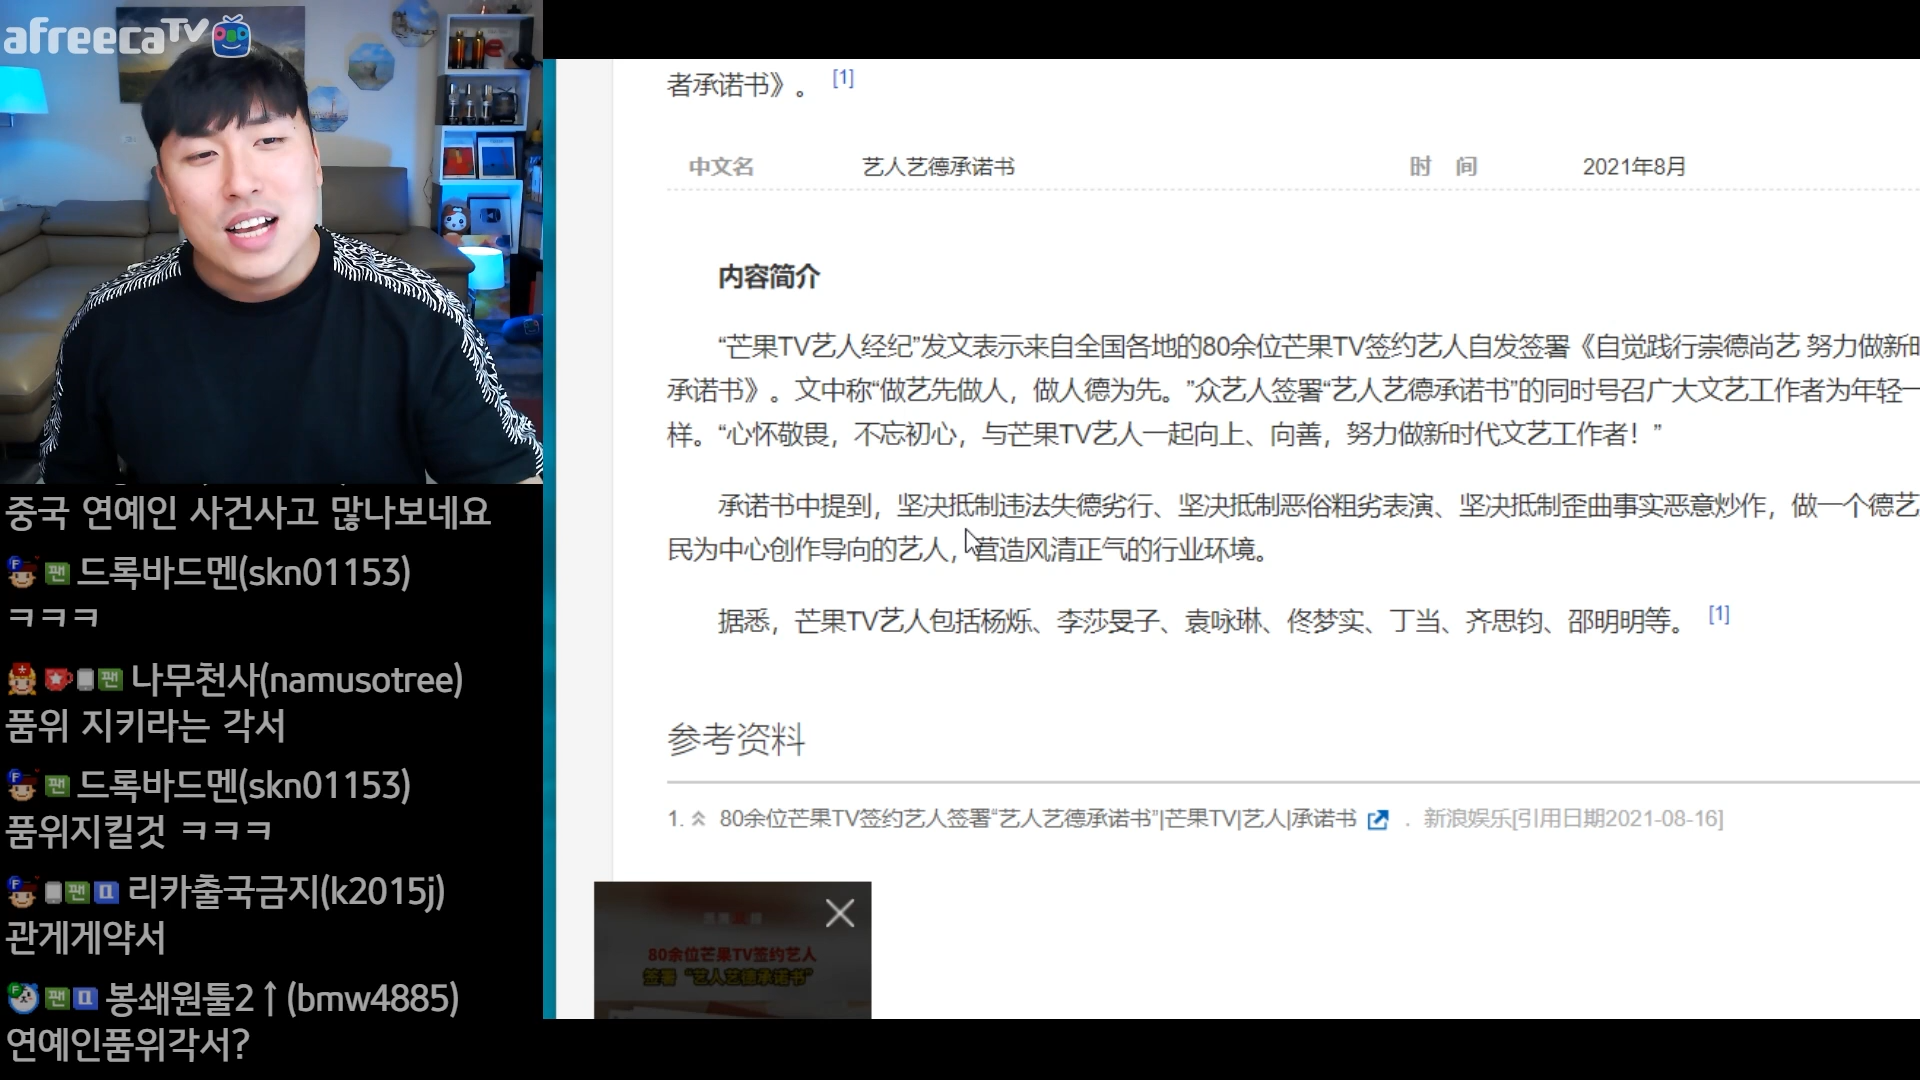 afreecaTV
중국 연예인 사건사고 많나보네요
팬 드록바드멘(skn01153)
ㅋㅋㅋ
팬 나무천사(namusotree)
품위 지키라는 각서
팬 드록바드멘(skn01153)
품위지킬것 ㅋㅋㅋ
팬 리카출국금지(k2015j)
관게게약서
팬 봉쇄원툴2↑(bmw4885)
연예인품위각서?
者承诺书》。 [1]
中文名 艺人艺德承诺书 时 间 2021年8月
内容简介
“芒果TV艺人经纪”发文表示来自全国各地的80余位芒果TV签约艺人自发签署《自觉践行崇德尚艺 努力做新时
承诺书》。文中称“做艺先做人，做人德为先。”众艺人签署“艺人艺德承诺书”的同时号召广大文艺工作者为年轻一
样。“心怀敬畏，不忘初心，与芒果TV艺人一起向上、向善，努力做新时代文艺工作者！”
承诺书中提到，坚决抵制违法失德劣行、坚决抵制恶俗粗劣表演、坚决抵制歪曲事实恶意炒作，做一个德艺
民为中心创作导向的艺人，营造风清正气的行业环境。
据悉，芒果TV艺人包括杨烁、李莎旻子、袁咏琳、佟梦实、丁当、齐思钧、邵明明等。 [1]
参考资料
1. 80余位芒果TV签约艺人签署“艺人艺德承诺书”|芒果TV|艺人|承诺书 . 新浪娱乐[引用日期2021-08-16]
80余位芒果TV签约艺人
签署“艺人艺德承诺书”